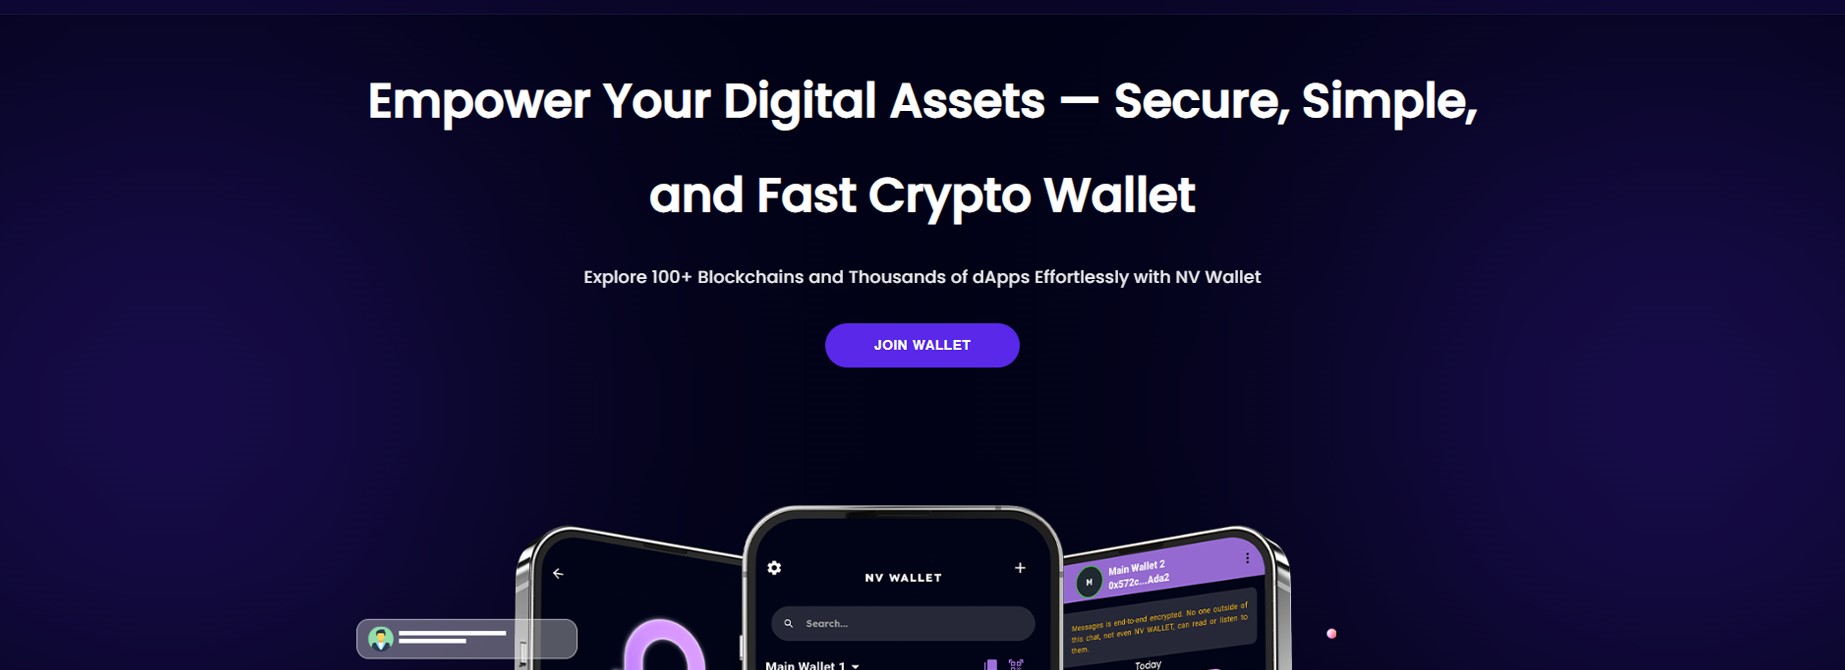 Empower Your Digital Assets — Secure, Simple,
and Fast Crypto Wallet
Explore 100+ Blockchains and Thousands of dApps Effortlessly with NV Wallet
JOIN WALLET
NV WALLET
Search...
Main Wallet 1
M
Main Wallet 2
0x572c...Ada2
Messages is end-to-end encrypted. No one outside of
this chat, not even NV WALLET, can read or listen to
them.
Today